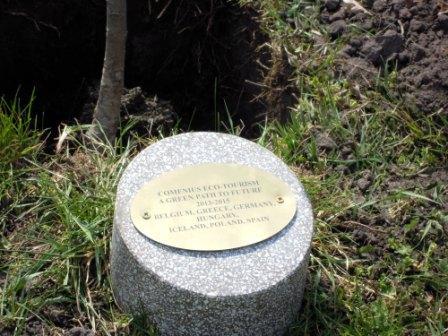 COMENIUS ECO-TOURISM
A GREEN PATH TO FUTURE
2013-2015
BELGIUM, GREECE, GERMANY,
HUNGARY,
ICELAND, POLAND, SPAIN